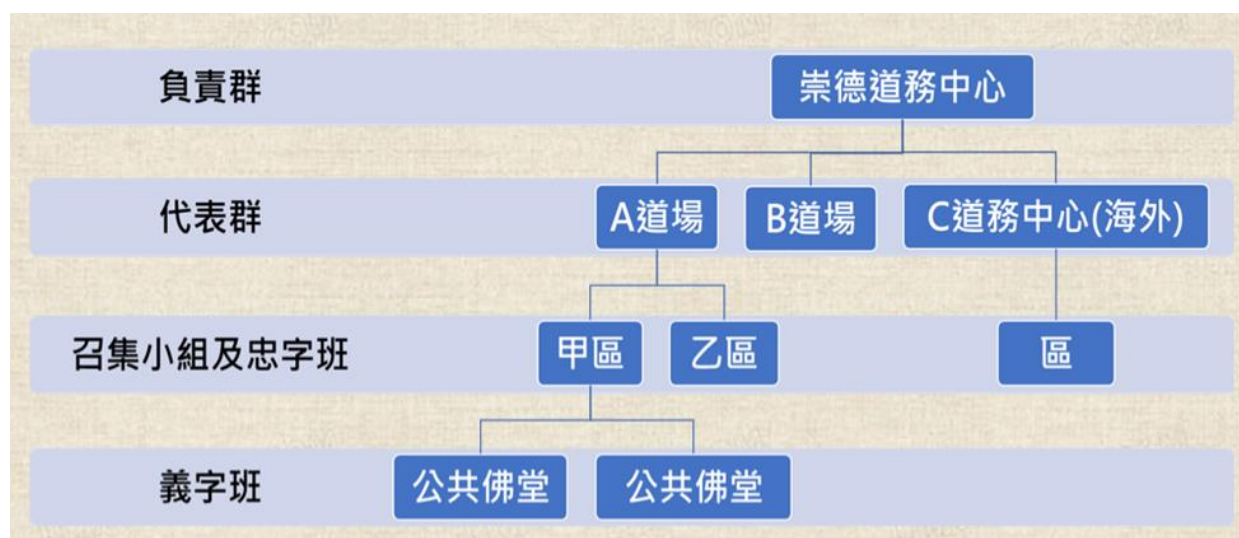 負責群
崇德道務中心
代表群
A道場
B道場
C道務中心(海外)
召集小組及忠字班
甲區
乙區
區
義字班
公共佛堂
公共佛堂